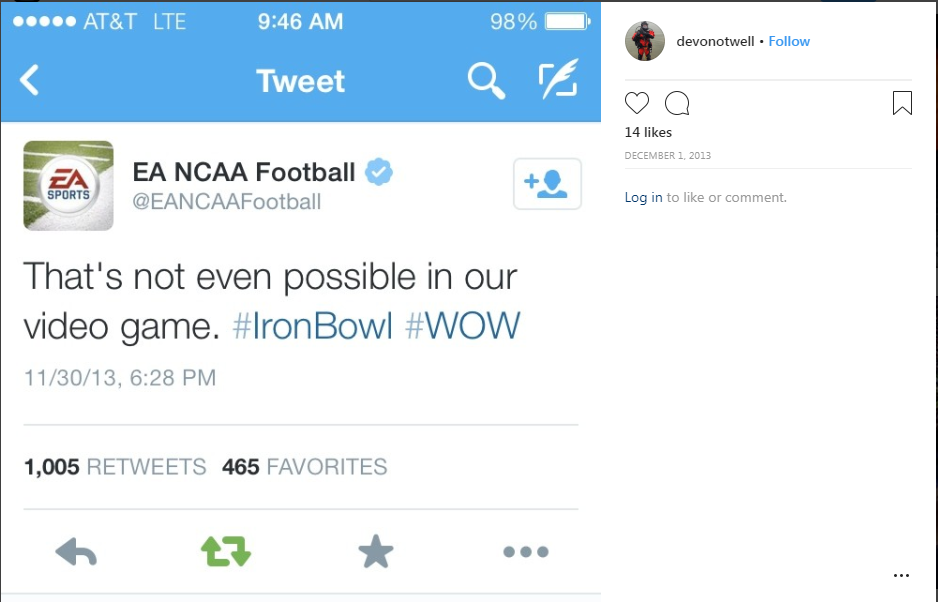 AT&T LTE 9:46 AM 98%
Tweet
EA SPORTS
EA NCAA Football
@EANCAAFootball
That's not even possible in our
video game. #IronBowl #WOW
11/30/13, 6:28 PM
1,005 RETWEETS 465 FAVORITES
devonotwell • Follow
14 likes
DECEMBER 1, 2013
Log in to like or comment.